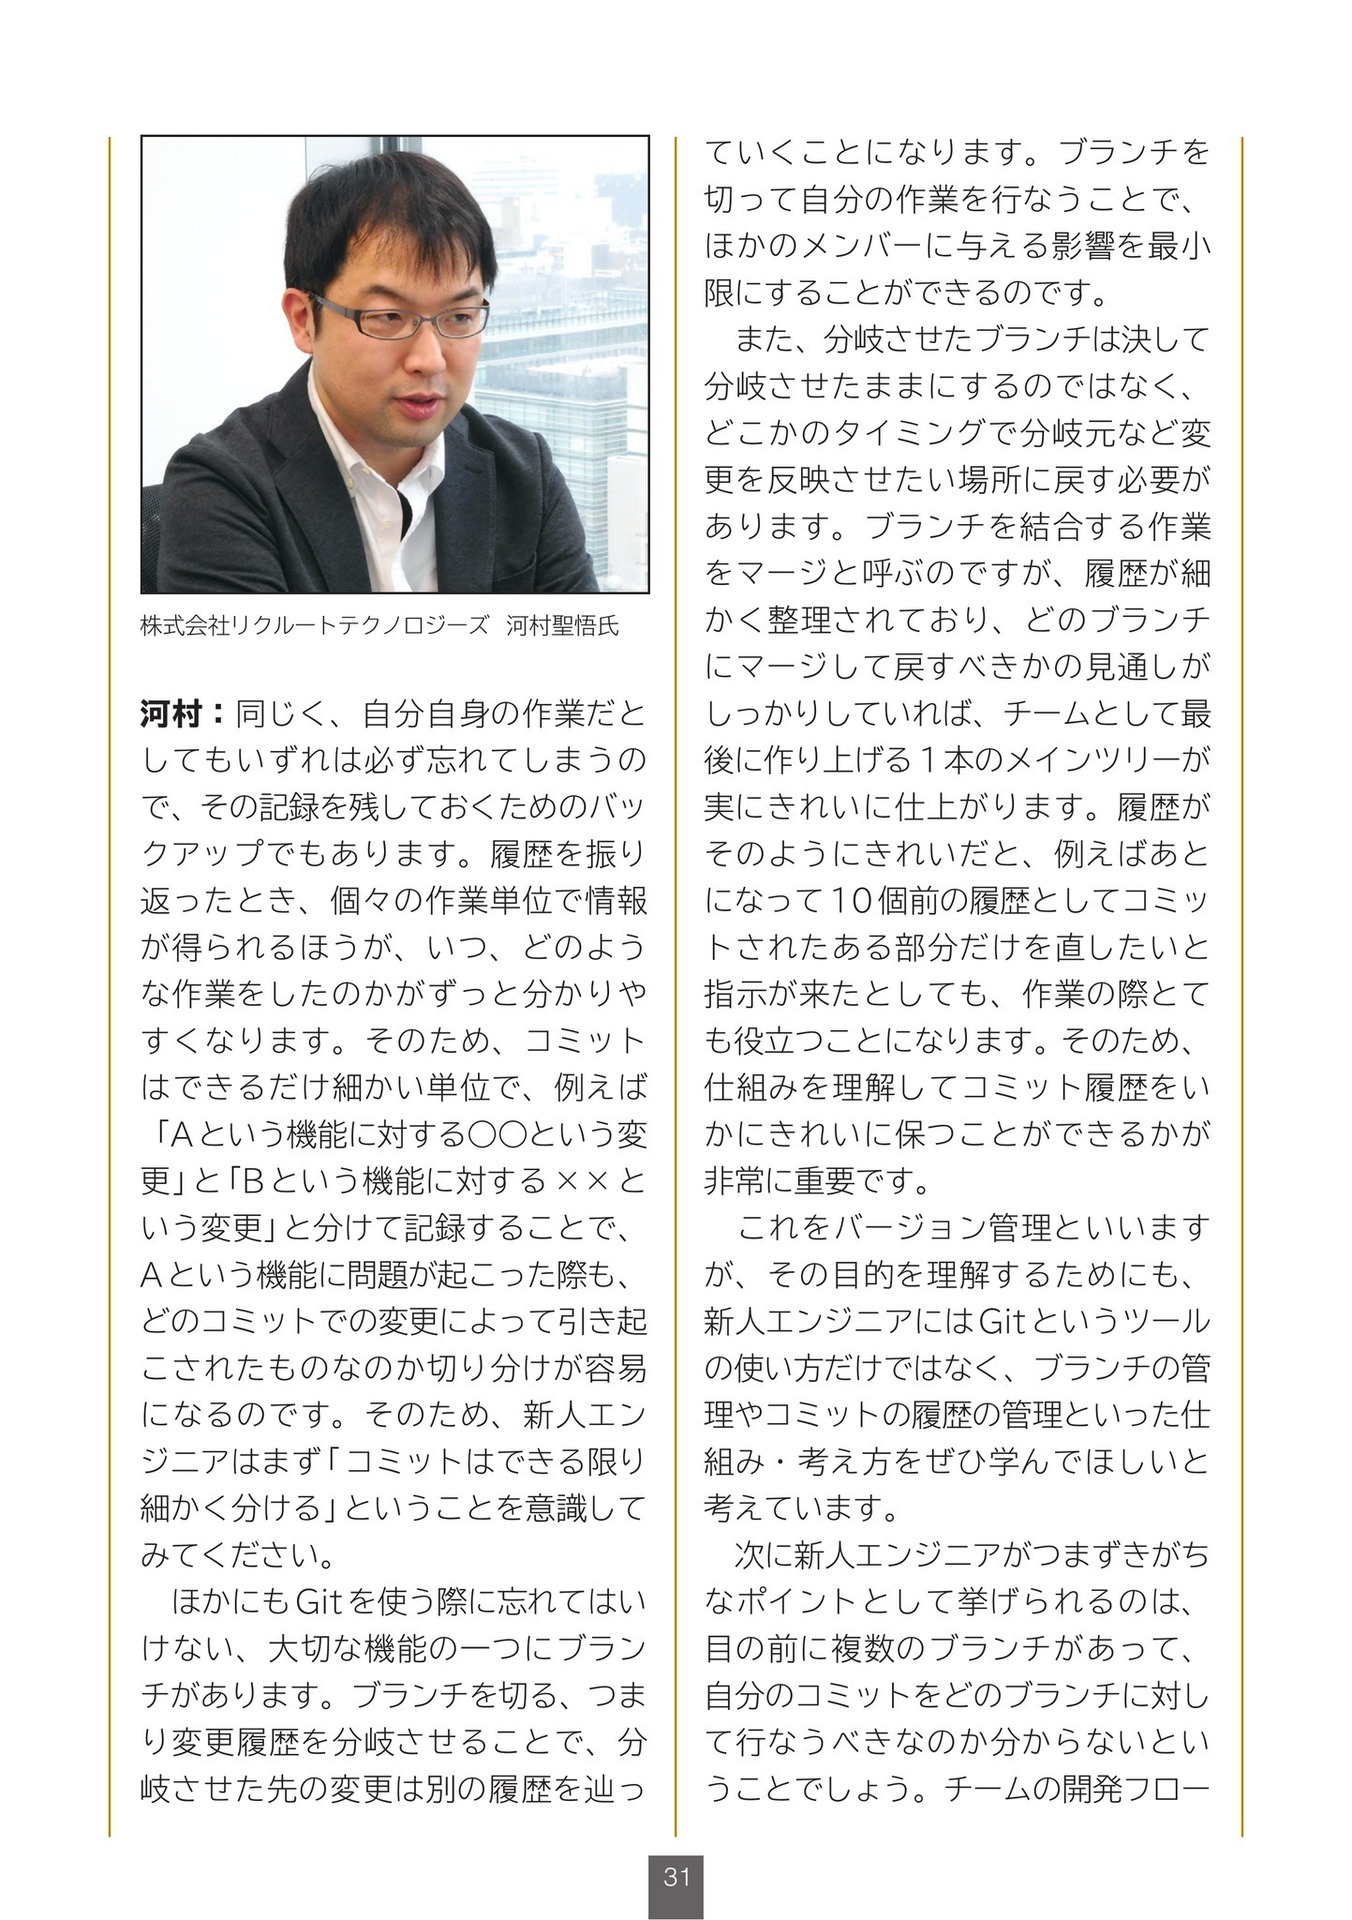 株式会社リクルートテクノロジーズ 河村聖悟氏
河村：同じく、自分自身の作業だと
してもいずれは必ず忘れてしまうの
で、その記録を残しておくためのバッ
クアップでもあります。履歴を振り
返ったとき、個々の作業単位で情報
が得られるほうが、いつ、どのよう
な作業をしたのかがずっと分かりや
すくなります。そのため、コミット
はできるだけ細かい単位で、例えば
「Aという機能に対する〇〇という変
更」と「Bという機能に対する××と
いう変更」と分けて記録することで、
Aという機能に問題が起こった際も、
どのコミットでの変更によって引き起
こされたものなのか切り分けが容易
になるのです。そのため、新人エン
ジニアはまず「コミットはできる限り
細かく分ける」ということを意識して
みてください。
ほかにもGitを使う際に忘れてはい
けない、大切な機能の一つにブラン
チがあります。ブランチを切る、つま
り変更履歴を分岐させることで、分
岐させた先の変更は別の履歴を辿っ
ていくことになります。ブランチを
切って自分の作業を行なうことで、
ほかのメンバーに与える影響を最小
限にすることができるのです。
また、分岐させたブランチは決して
分岐させたままにするのではなく、
どこかのタイミングで分岐元など変
更を反映させたい場所に戻す必要が
あります。ブランチを結合する作業
をマージと呼ぶのですが、履歴が細
かく整理されており、どのブランチ
にマージして戻すべきかの見通しが
しっかりしていれば、チームとして最
後に作り上げる1本のメインツリーが
実にきれいに仕上がります。履歴が
そのようにきれいだと、例えばあと
になって10個前の履歴としてコミッ
トされたある部分だけを直したいと
指示が来たとしても、作業の際とて
も役立つことになります。そのため、
仕組みを理解してコミット履歴をい
かにきれいに保つことができるかが
非常に重要です。
これをバージョン管理といいます
が、その目的を理解するためにも、
新人エンジニアにはGitというツール
の使い方だけではなく、ブランチの管
理やコミットの履歴の管理といった仕
組み・考え方をぜひ学んでほしいと
考えています。
次に新人エンジニアがつまずきがち
なポイントとして挙げられるのは、
目の前に複数のブランチがあって、
自分のコミットをどのブランチに対し
て行なうべきなのか分からないとい
うことでしょう。チームの開発フロー
31